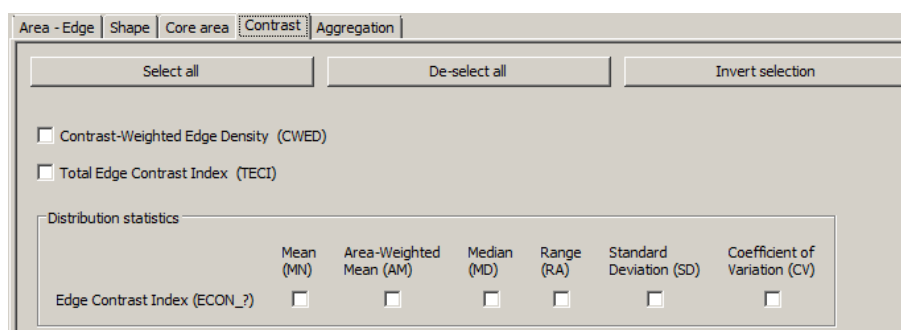 Area - Edge Shape Core area Contrast Aggregation
Select all De-select all Invert selection
Contrast-Weighted Edge Density (CWED)
Total Edge Contrast Index (TECI)
Distribution statistics
Mean Area-Weighted Median Range Standard Coefficient of
(MN) Mean (AM) (MD) (RA) Deviation (SD) Variation (CV)
Edge Contrast Index (ECON_?)